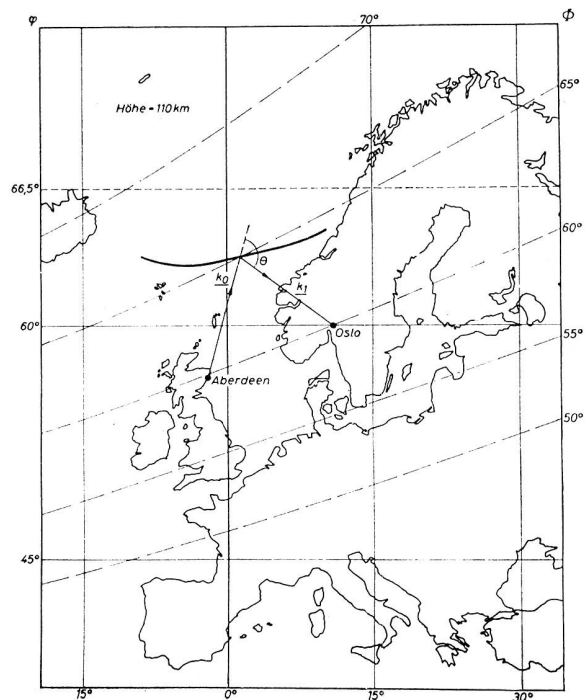 φ
70°
Φ
65°
Höhe = 110 km
66,5°
60°
θ
k₀
k₁
60°
Oslo
55°
Aberdeen
50°
45°
15°
0°
15°
30°